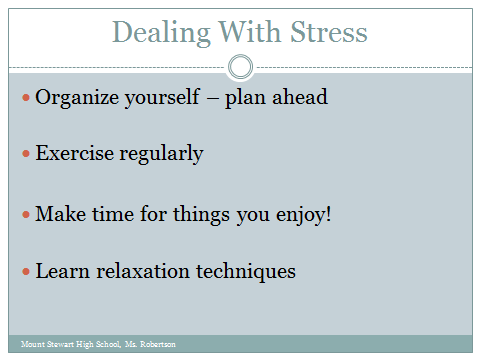 Dealing With Stress
• Organize yourself – plan ahead
• Exercise regularly
• Make time for things you enjoy!
• Learn relaxation techniques
Mount Stewart High School, Ms. Robertson